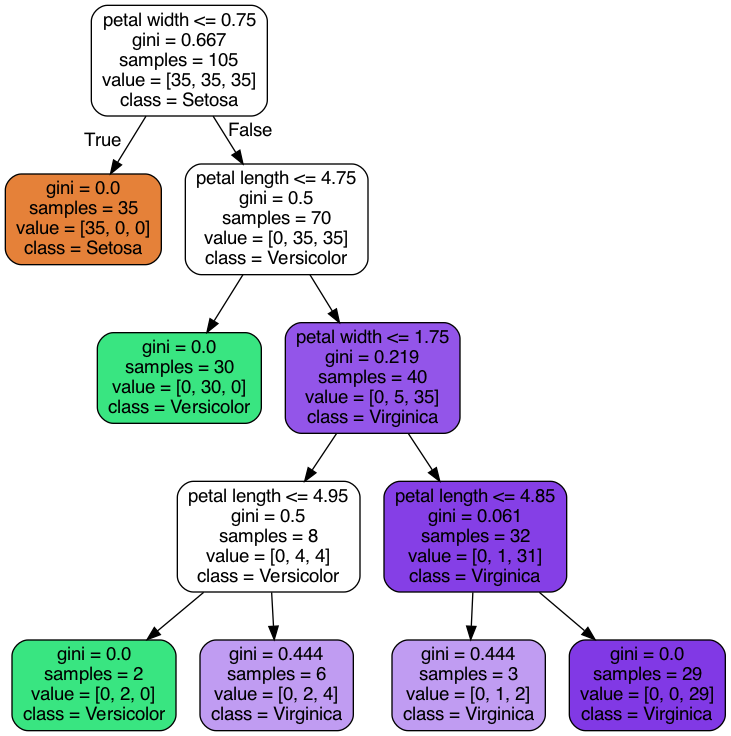 petal width <= 0.75
gini = 0.667
samples = 105
value = [35, 35, 35]
class = Setosa
True
False
gini = 0.0
samples = 35
value = [35, 0, 0]
class = Setosa
petal length <= 4.75
gini = 0.5
samples = 70
value = [0, 35, 35]
class = Versicolor
gini = 0.0
samples = 30
value = [0, 30, 0]
class = Versicolor
petal width <= 1.75
gini = 0.219
samples = 40
value = [0, 5, 35]
class = Virginica
petal length <= 4.95
gini = 0.5
samples = 8
value = [0, 4, 4]
class = Versicolor
petal length <= 4.85
gini = 0.061
samples = 32
value = [0, 1, 31]
class = Virginica
gini = 0.0
samples = 2
value = [0, 2, 0]
class = Versicolor
gini = 0.444
samples = 6
value = [0, 2, 4]
class = Virginica
gini = 0.444
samples = 3
value = [0, 1, 2]
class = Virginica
gini = 0.0
samples = 29
value = [0, 0, 29]
class = Virginica